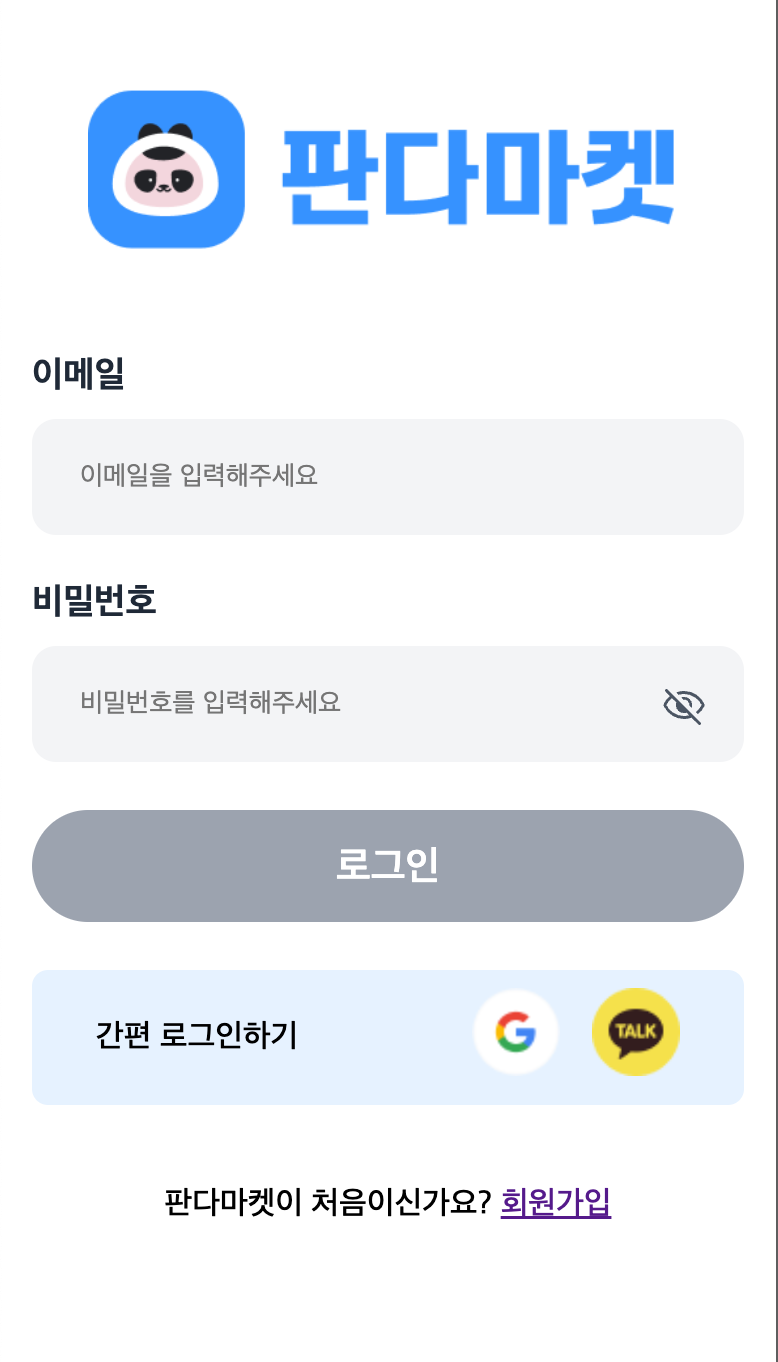 판다마켓
이메일
이메일을 입력해주세요
비밀번호
비밀번호를 입력해주세요
로그인
간편 로그인하기
G
TALK
판다마켓이 처음이신가요? 회원가입